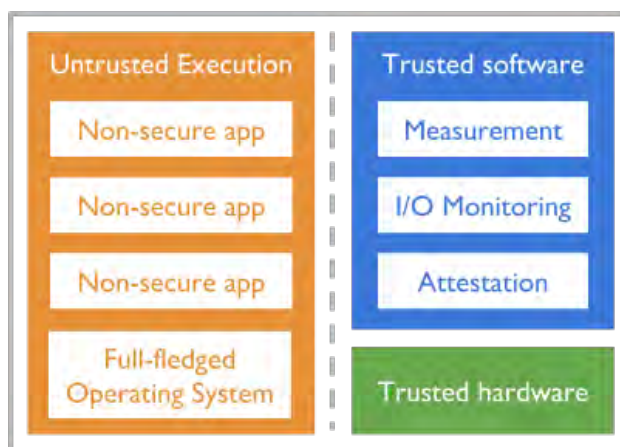 Untrusted Execution
Non-secure app
Non-secure app
Non-secure app
Full-fledged
Operating System
Trusted software
Measurement
I/O Monitoring
Attestation
Trusted hardware